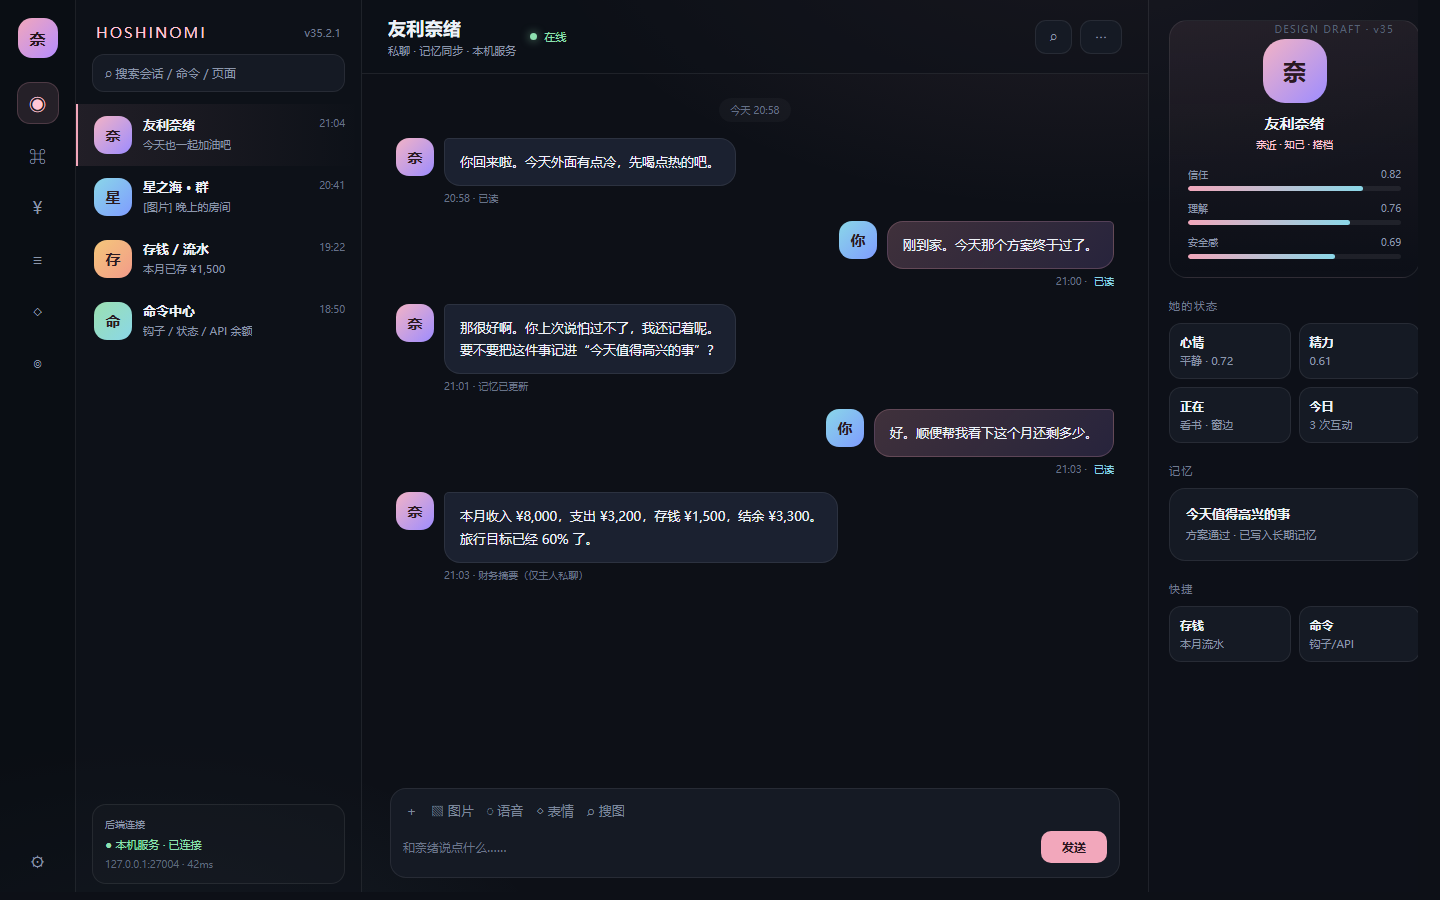 奈
¥
HOSHINOMI
v35.2.1
搜索会话 / 命令 / 页面
奈
友利奈绪
21:04
今天也一起加油吧
星
星之海 • 群
20:41
[图片] 晚上的房间
存
存钱 / 流水
19:22
本月已存 ¥1,500
命
命令中心
18:50
钩子 / 状态 / API 余额
后端连接
● 本机服务 · 已连接
127.0.0.1:27004 · 42ms
友利奈绪
在线
私聊 · 记忆同步 · 本机服务
···
今天 20:58
奈
你回来啦。今天外面有点冷，先喝点热的吧。
20:58 · 已读
你
刚到家。今天那个方案终于过了。
21:00 · 已读
奈
那很好啊。你上次说怕过不了，我还记着呢。
要不要把这件事记进“今天值得高兴的事”？
21:01 · 记忆已更新
你
好。顺便帮我看下这个月还剩多少。
21:03 · 已读
奈
本月收入 ¥8,000，支出 ¥3,200，存钱 ¥1,500，结余 ¥3,300。
旅行目标已经 60% 了。
21:03 · 财务摘要（仅主人私聊）
+
图片
语音
表情
搜图
和奈绪说点什么……
发送
DESIGN DRAFT · v35
奈
友利奈绪
亲近 · 知己 · 搭档
信任
0.82
理解
0.76
安全感
0.69
她的状态
心情
平静 · 0.72
精力
0.61
正在
看书 · 窗边
今日
3 次互动
记忆
今天值得高兴的事
方案通过 · 已写入长期记忆
快捷
存钱
本月流水
命令
钩子/API